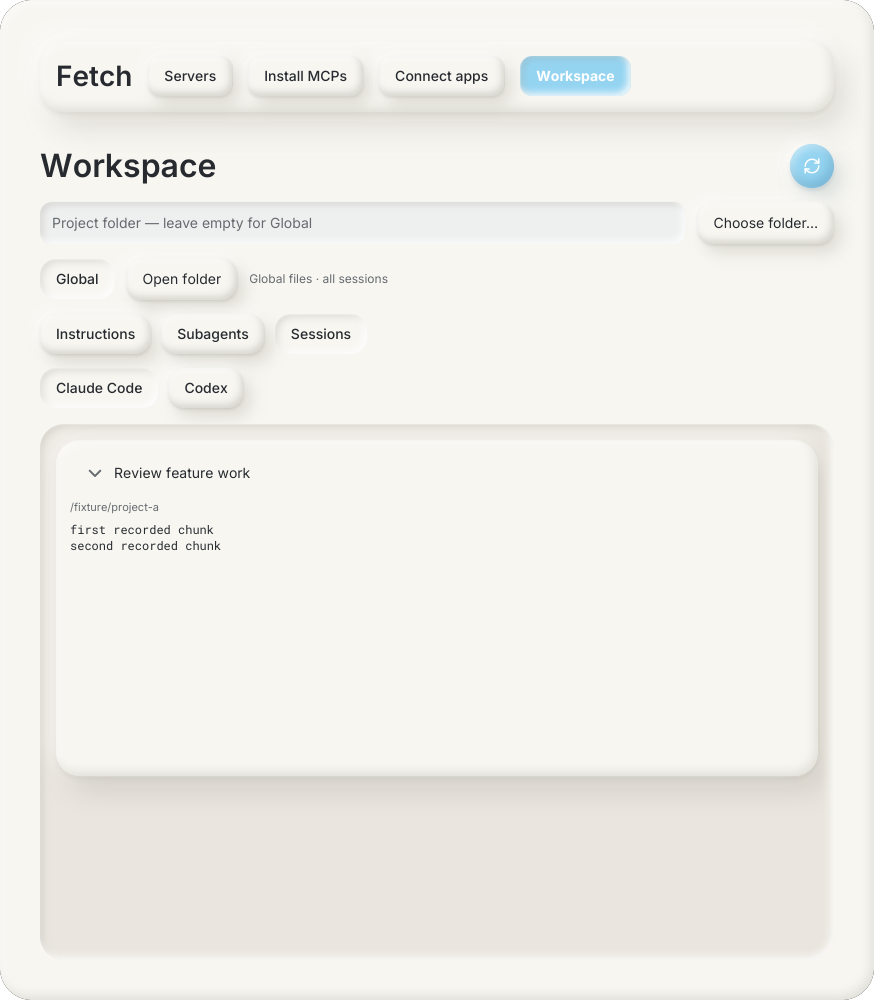 Fetch Servers Install MCPs Connect apps Workspace
Workspace
Project folder — leave empty for Global Choose folder...
Global Open folder Global files · all sessions
Instructions Subagents Sessions
Claude Code Codex
Review feature work
/fixture/project-a
first recorded chunk
second recorded chunk